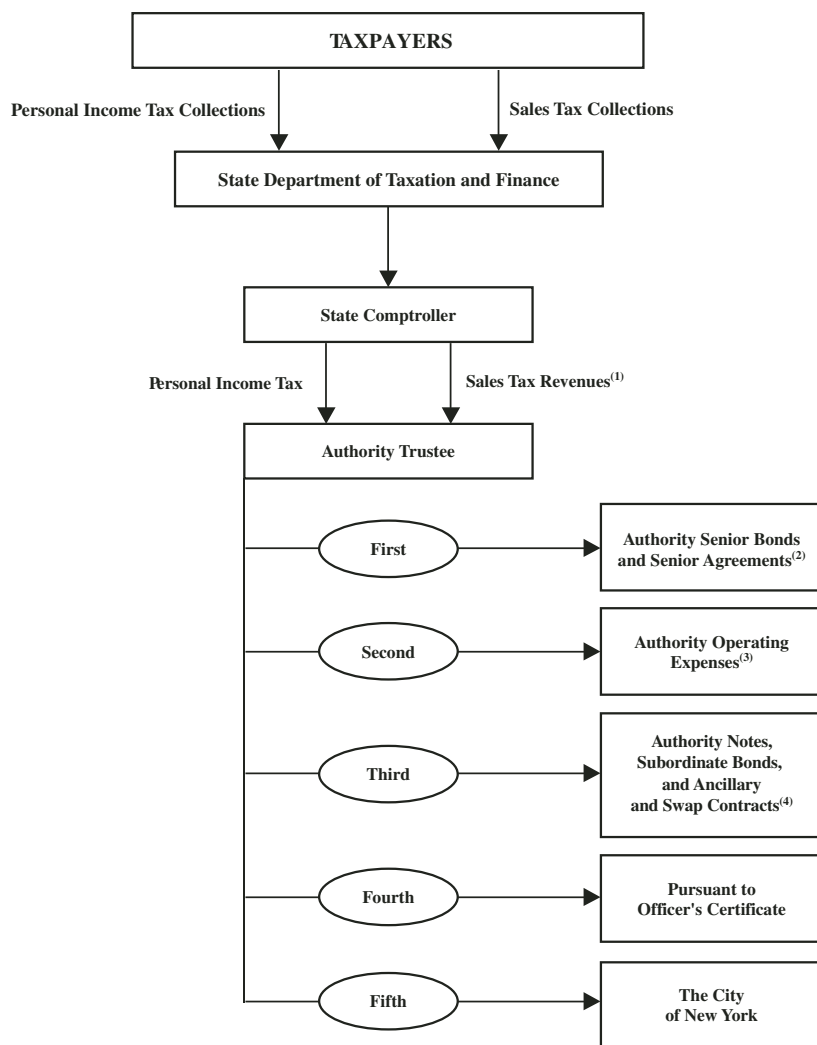 TAXPAYERS
Personal Income Tax Collections
Sales Tax Collections
State Department of Taxation and Finance
State Comptroller
Personal Income Tax
Sales Tax Revenues(1)
Authority Trustee
First
Authority Senior Bonds
and Senior Agreements(2)
Second
Authority Operating
Expenses(3)
Third
Authority Notes,
Subordinate Bonds,
and Ancillary
and Swap Contracts(4)
Fourth
Pursuant to
Officer's Certificate
Fifth
The City
of New York